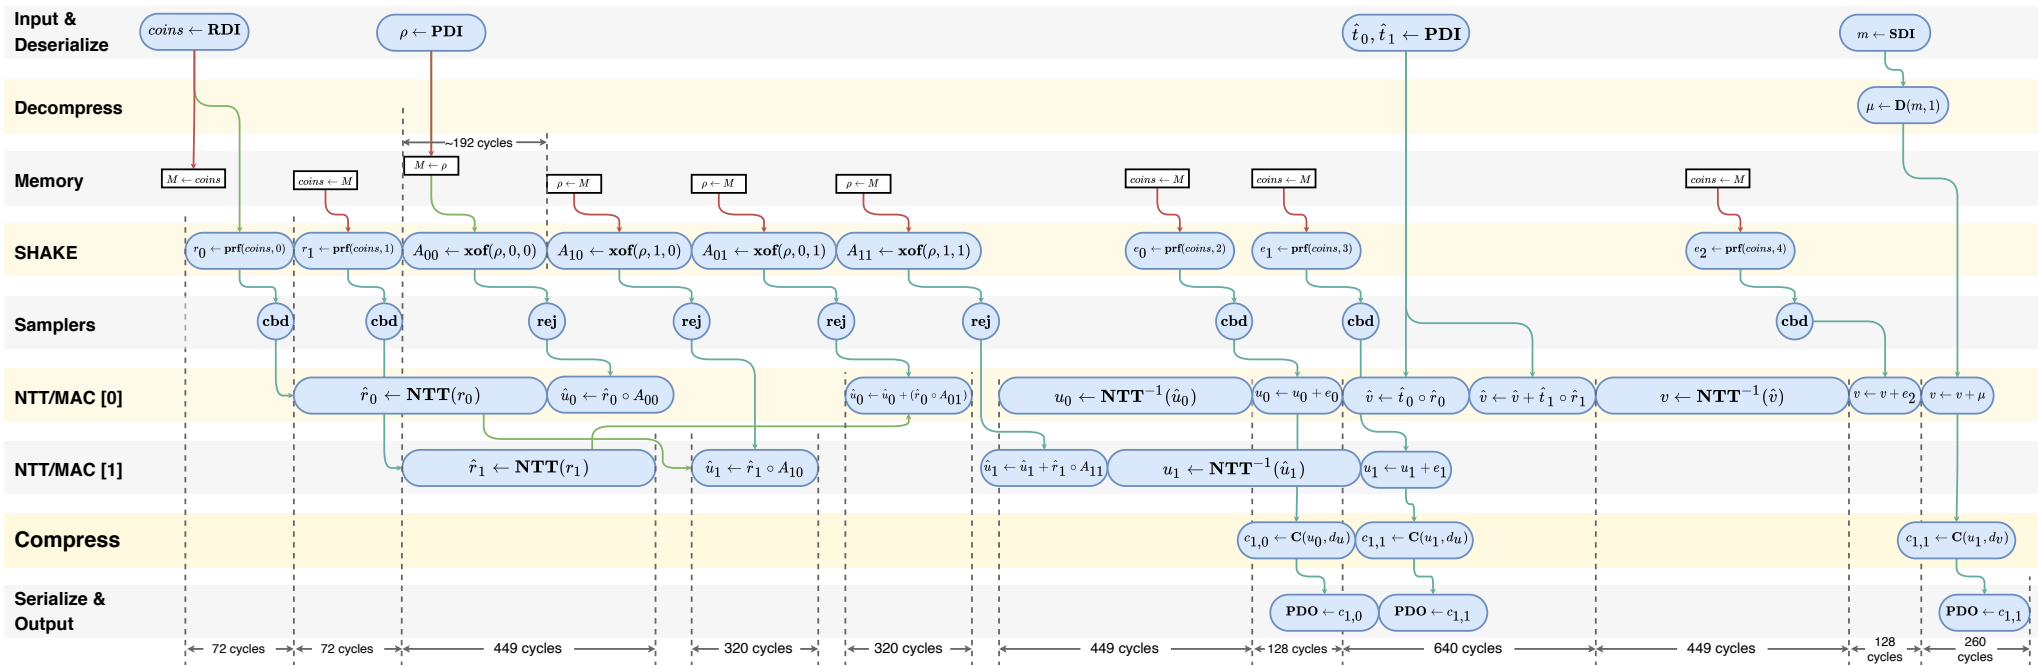 Input &
Deserialize
coins ← RDI
ρ ← PDI
t̂₀, t̂₁ ← PDI
m ← SDI
Decompress
μ ← D(m, 1)
~192 cycles
Memory
M ← coins
coins ← M
M ← ρ
ρ ← M
ρ ← M
ρ ← M
coins ← M
coins ← M
coins ← M
SHAKE
r₀ ← prf(coins, 0)
r₁ ← prf(coins, 1)
A₀₀ ← xof(ρ, 0, 0)
A₁₀ ← xof(ρ, 1, 0)
A₀₁ ← xof(ρ, 0, 1)
A₁₁ ← xof(ρ, 1, 1)
e₀ ← prf(coins, 2)
e₁ ← prf(coins, 3)
e₂ ← prf(coins, 4)
Samplers
cbd
cbd
rej
rej
rej
rej
cbd
cbd
cbd
NTT/MAC [0]
r̂₀ ← NTT(r₀)
û₀ ← r̂₀ ∘ A₀₀
û₀ ← û₀ + (r̂₀ ∘ A₀₁)
u₀ ← NTT⁻¹(û₀)
u₀ ← u₀ + e₀
v̂ ← t̂₀ ∘ r̂₀
v̂ ← v̂ + t̂₁ ∘ r̂₁
v ← NTT⁻¹(v̂)
v ← v + e₂
v ← v + μ
NTT/MAC [1]
r̂₁ ← NTT(r₁)
û₁ ← r̂₁ ∘ A₁₀
û₁ ← û₁ + r̂₁ ∘ A₁₁
u₁ ← NTT⁻¹(û₁)
u₁ ← u₁ + e₁
Compress
c₁,₀ ← C(u₀, du)
c₁,₁ ← C(u₁, du)
c₁,₁ ← C(u₁, dv)
Serialize &
Output
PDO ← c₁,₀
PDO ← c₁,₁
PDO ← c₁,₁
72 cycles
72 cycles
449 cycles
320 cycles
320 cycles
449 cycles
128 cycles
640 cycles
449 cycles
128
cycles
260
cycles